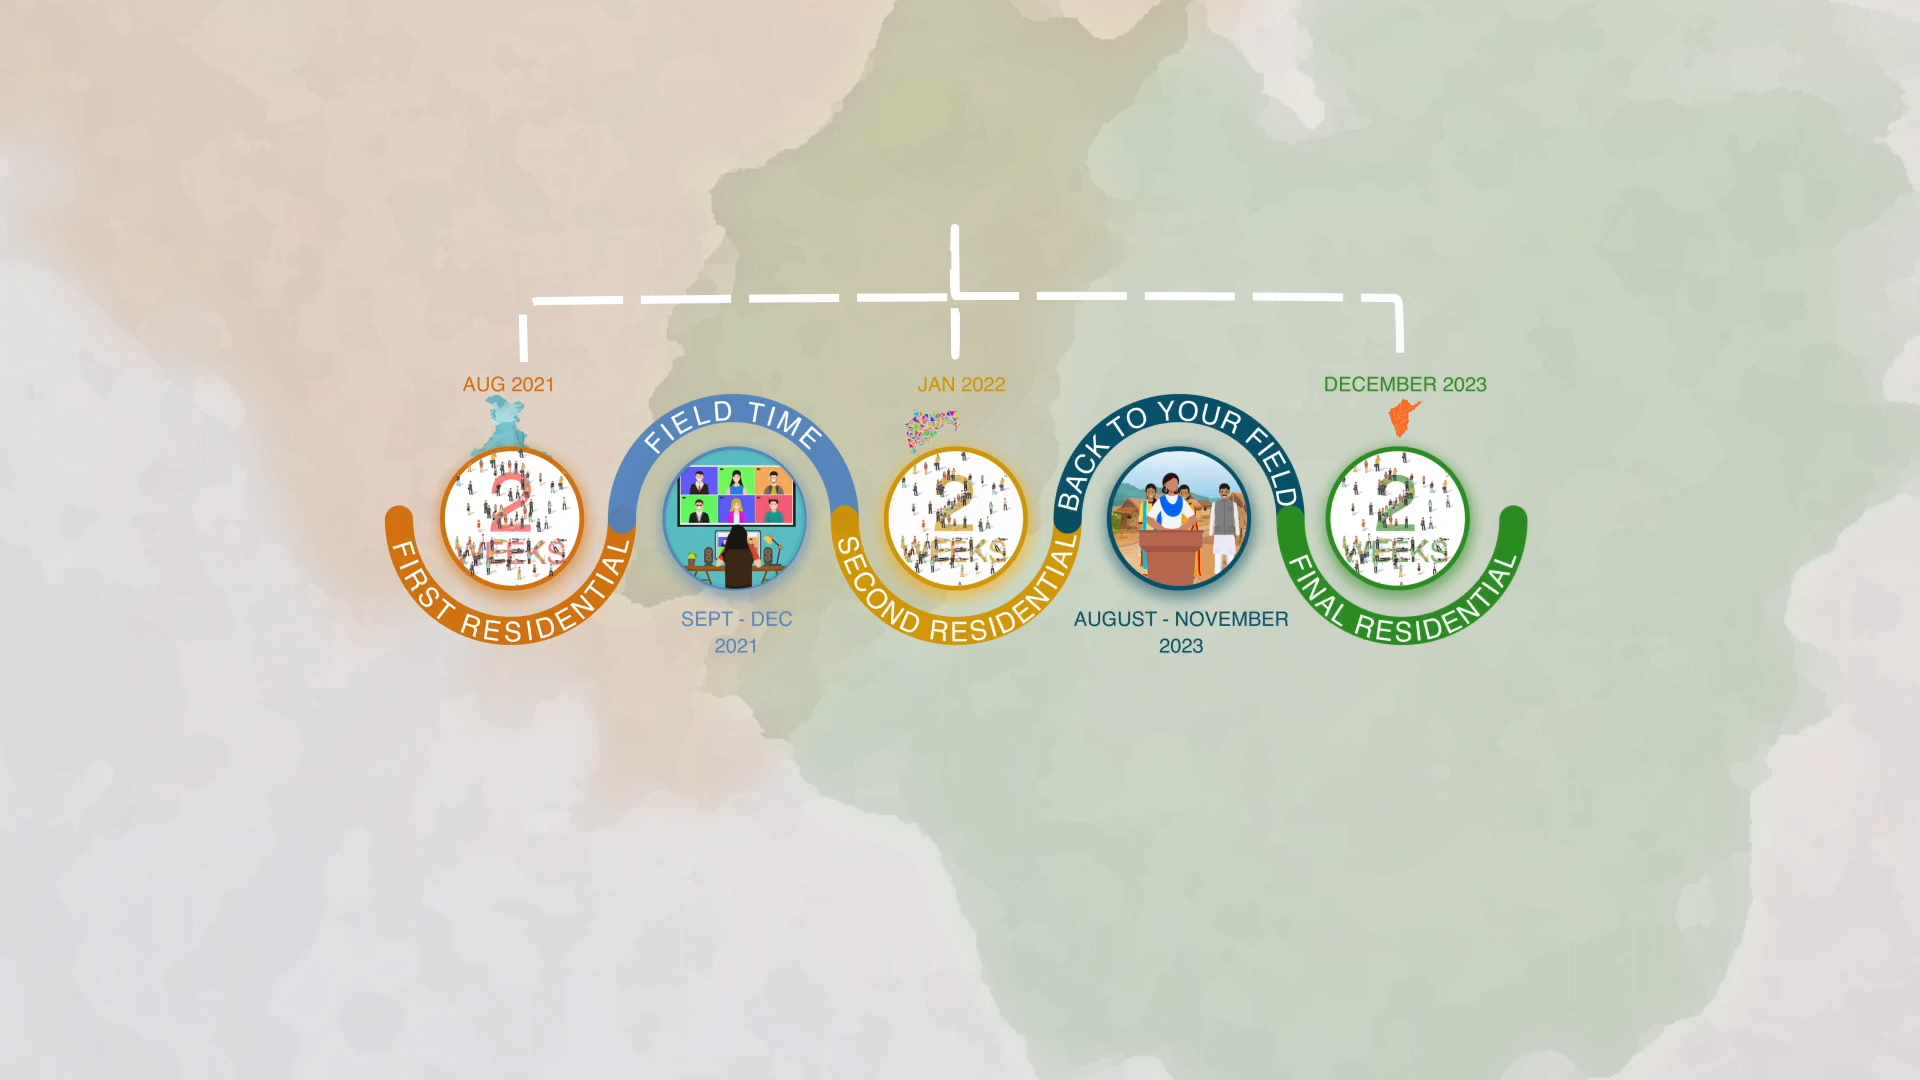 AUG 2021
JAN 2022
DECEMBER 2023
FIELD TIME
BACK TO YOUR FIELD
2
WEEKS
2
WEEKS
2
WEEKS
FIRST RESIDENTIAL
SECOND RESIDENTIAL
FINAL RESIDENTIAL
SEPT - DEC
2021
AUGUST - NOVEMBER
2023